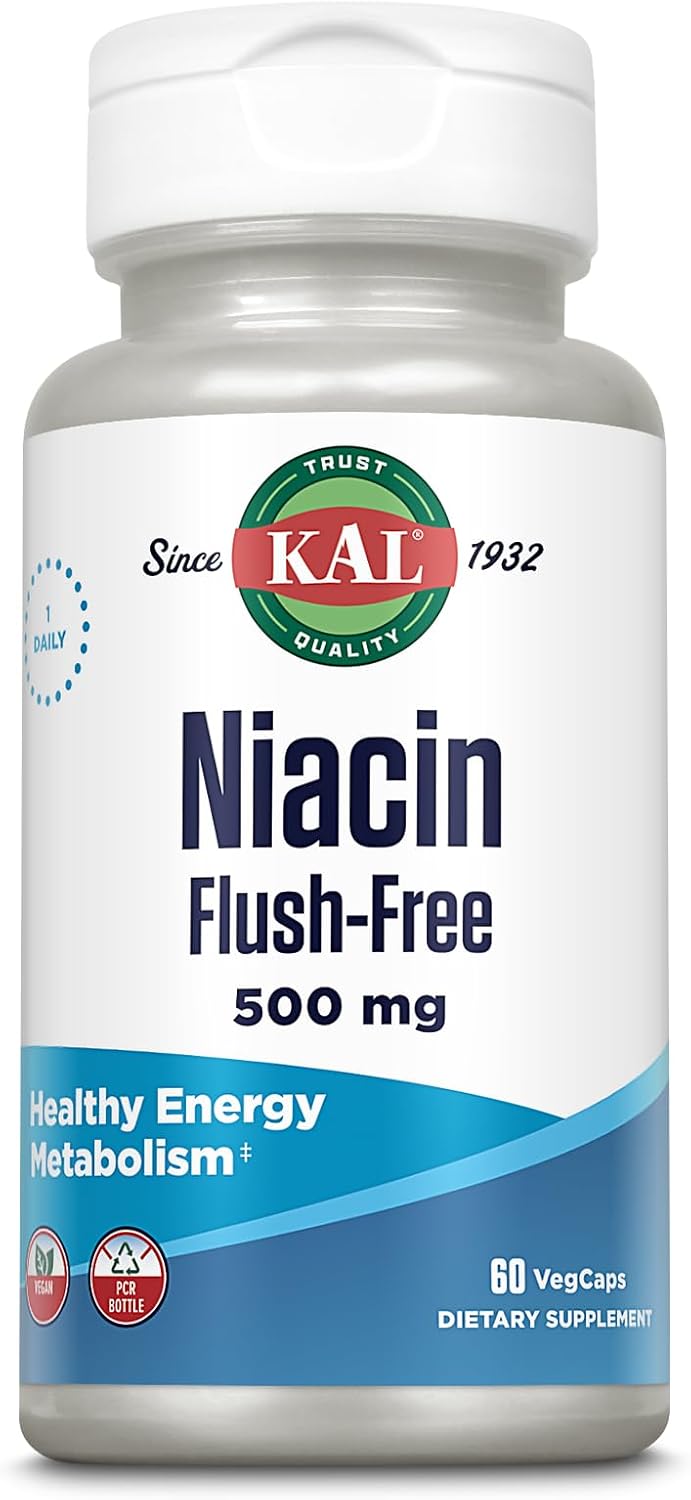 TRUST
Since KAL® 1932
QUALITY
1
DAILY
Niacin
Flush-Free
500 mg
Healthy Energy
Metabolism‡
VEGAN
PCR
BOTTLE
60 VegCaps
DIETARY SUPPLEMENT